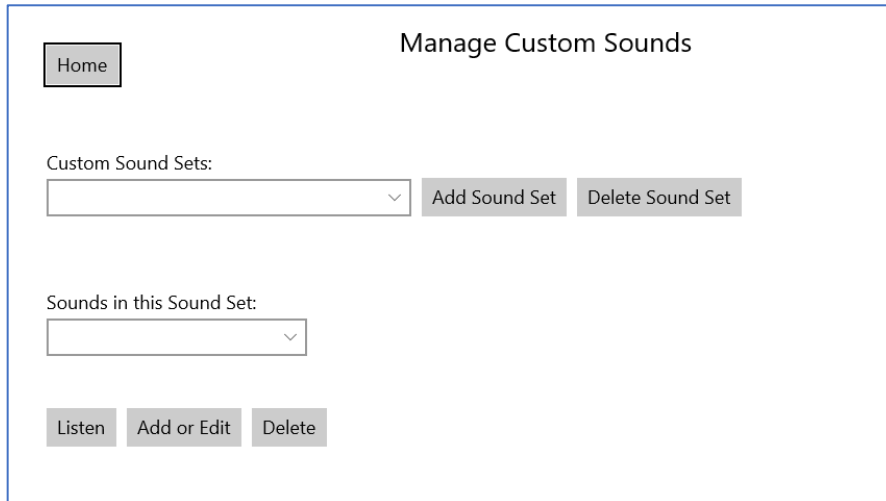 Manage Custom Sounds
Home
Custom Sound Sets:
Add Sound Set Delete Sound Set
Sounds in this Sound Set:
Listen Add or Edit Delete